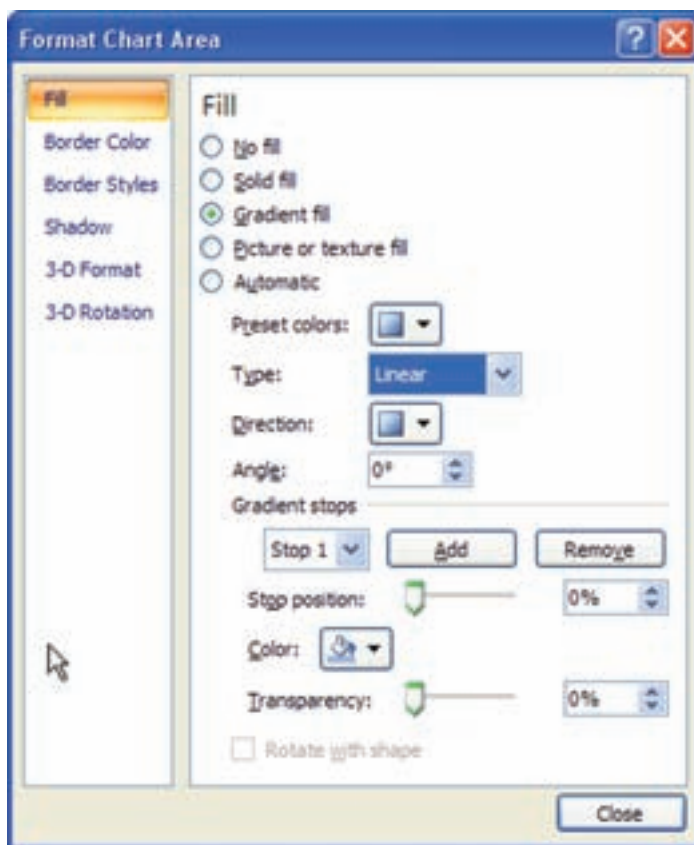 Format Chart Area
Fill
Border Color
Border Styles
Shadow
3-D Format
3-D Rotation
Fill
No fill
Solid fill
Gradient fill
Picture or texture fill
Automatic
Preset colors:
Type: Linear
Direction:
Angle: 0°
Gradient stops
Stop 1 Add Remove
Stop position: 0%
Color:
Transparency: 0%
Rotate with shape
Close